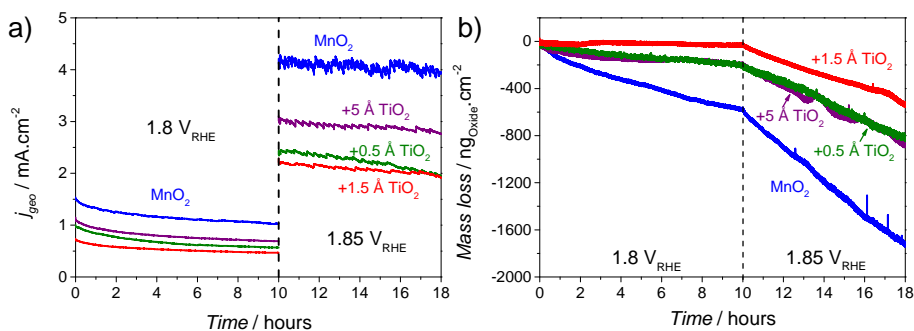 a)
j_geo / mA.cm⁻²
5
4
3
2
1
0
MnO₂
+5 Å TiO₂
1.8 V_RHE
+0.5 Å TiO₂
+1.5 Å TiO₂
MnO₂
1.85 V_RHE
0 2 4 6 8 10 12 14 16 18
Time / hours
b)
Mass loss / ng_Oxide.cm⁻²
0
-400
-800
-1200
-1600
-2000
+1.5 Å TiO₂
+5 Å TiO₂
+0.5 Å TiO₂
MnO₂
1.8 V_RHE
1.85 V_RHE
0 2 4 6 8 10 12 14 16 18
Time / hours